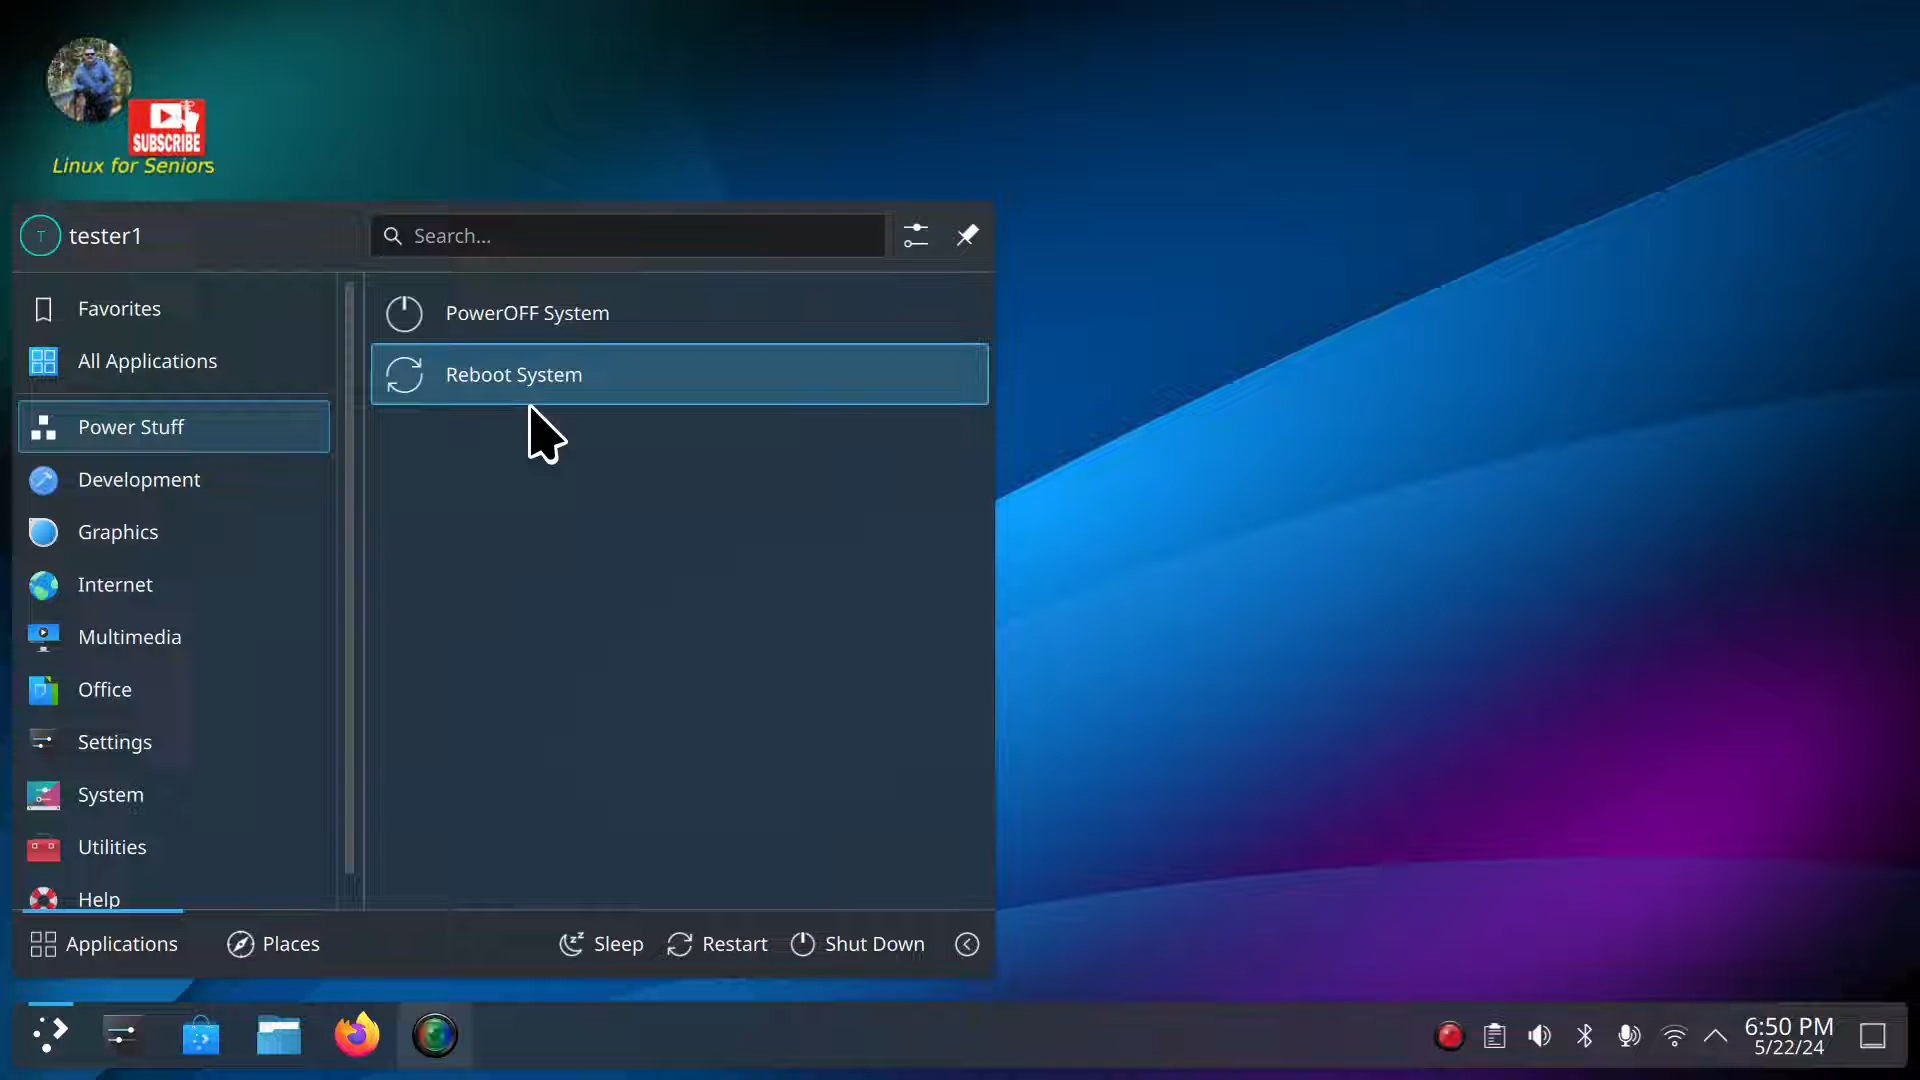 SUBSCRIBE
Linux for Seniors
T
tester1
Search...
Favorites
All Applications
Power Stuff
Development
Graphics
Internet
Multimedia
Office
Settings
System
Utilities
Help
PowerOFF System
Reboot System
Applications
Places
Sleep
Restart
Shut Down
6:50 PM
5/22/24